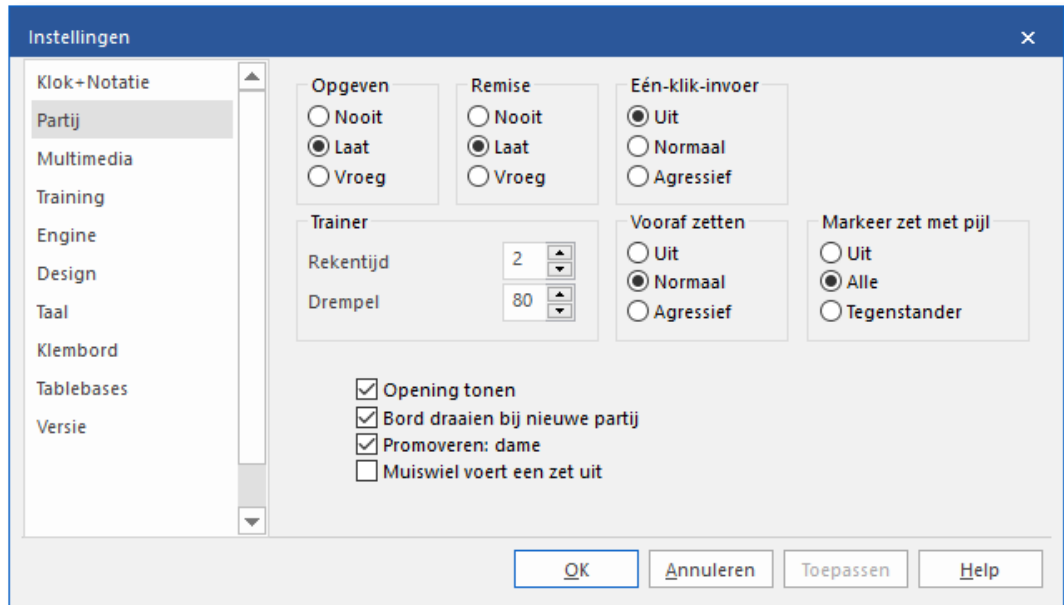 Instellingen
Klok+Notatie
Partij
Multimedia
Training
Engine
Design
Taal
Klembord
Tablebases
Versie
Opgeven
Nooit
Laat
Vroeg
Remise
Nooit
Laat
Vroeg
Eén-klik-invoer
Uit
Normaal
Agressief
Trainer
Rekentijd 2
Drempel 80
Vooraf zetten
Uit
Normaal
Agressief
Markeer zet met pijl
Uit
Alle
Tegenstander
Opening tonen
Bord draaien bij nieuwe partij
Promoveren: dame
Muiswiel voert een zet uit
OK Annuleren Toepassen Help